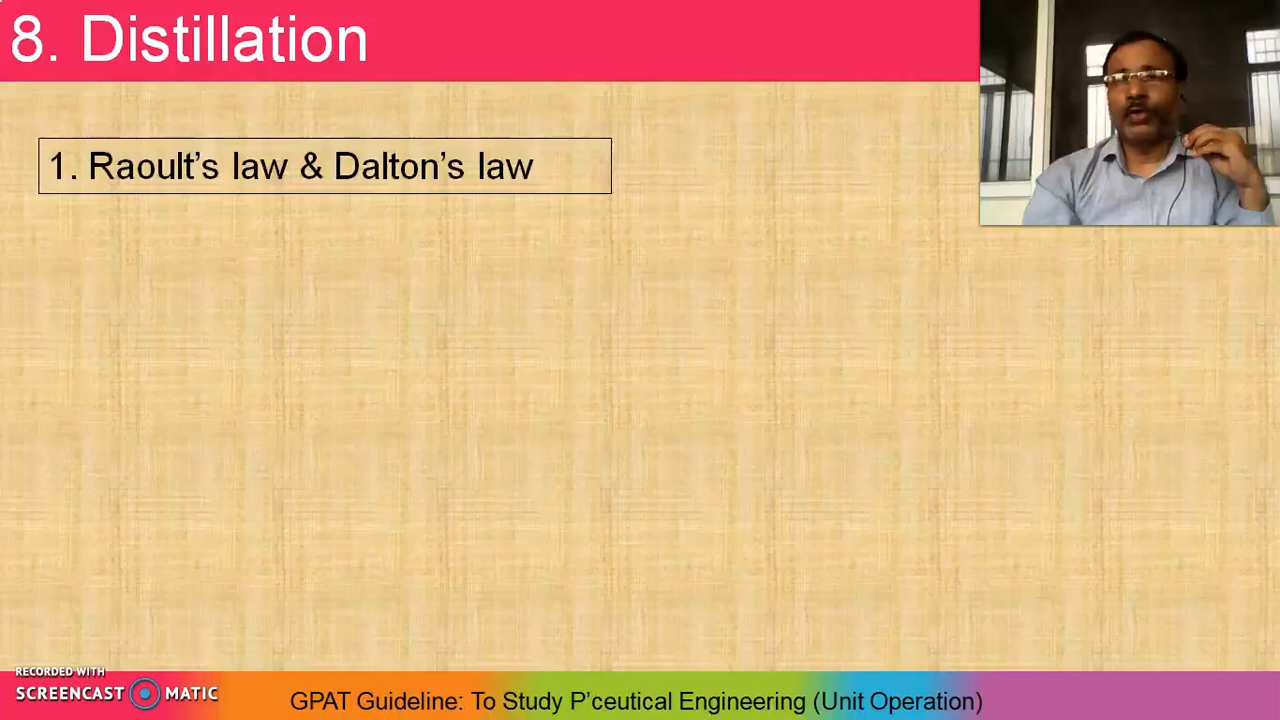 8. Distillation
1. Raoult’s law & Dalton’s law
RECORDED WITH
SCREENCAST MATIC
GPAT Guideline: To Study P’ceutical Engineering (Unit Operation)